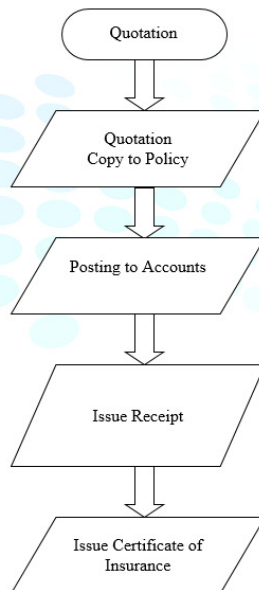 Quotation
Quotation
Copy to Policy
Posting to Accounts
Issue Receipt
Issue Certificate of
Insurance